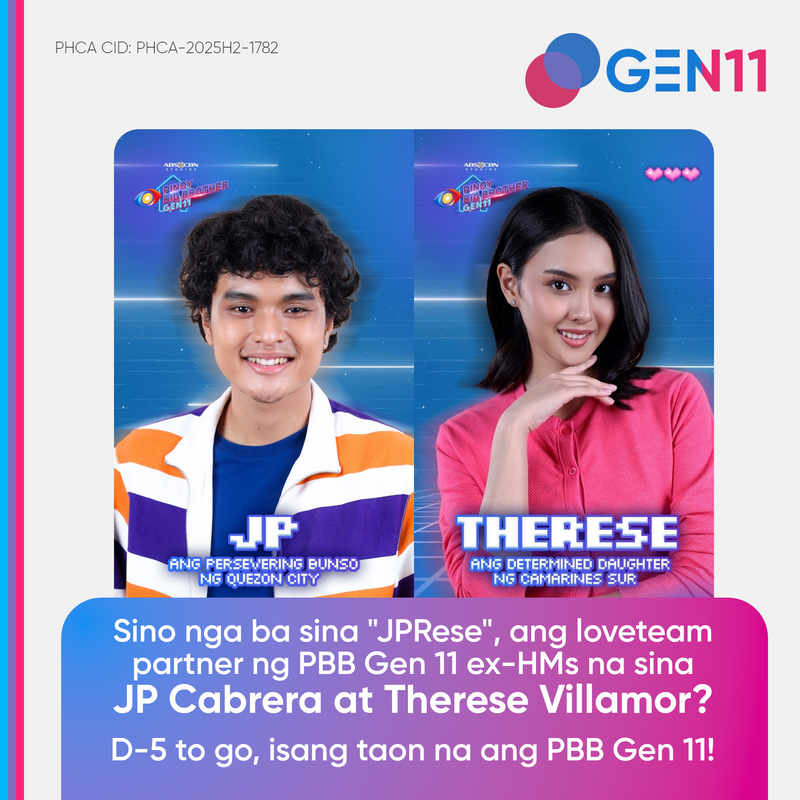 PHCA CID: PHCA-2025H2-1782
GEN11
ABS-CBN
STUDIOS
PINOY
BIG BROTHER
GEN11
JP
ANG PERSEVERING BUNSO
NG QUEZON CITY
ABS-CBN
STUDIOS
PINOY
BIG BROTHER
GEN11
THERESE
ANG DETERMINED DAUGHTER
NG CAMARINES SUR
Sino nga ba sina "JPRese", ang loveteam
partner ng PBB Gen 11 ex-HMs na sina
JP Cabrera at Therese Villamor?
D-5 to go, isang taon na ang PBB Gen 11!